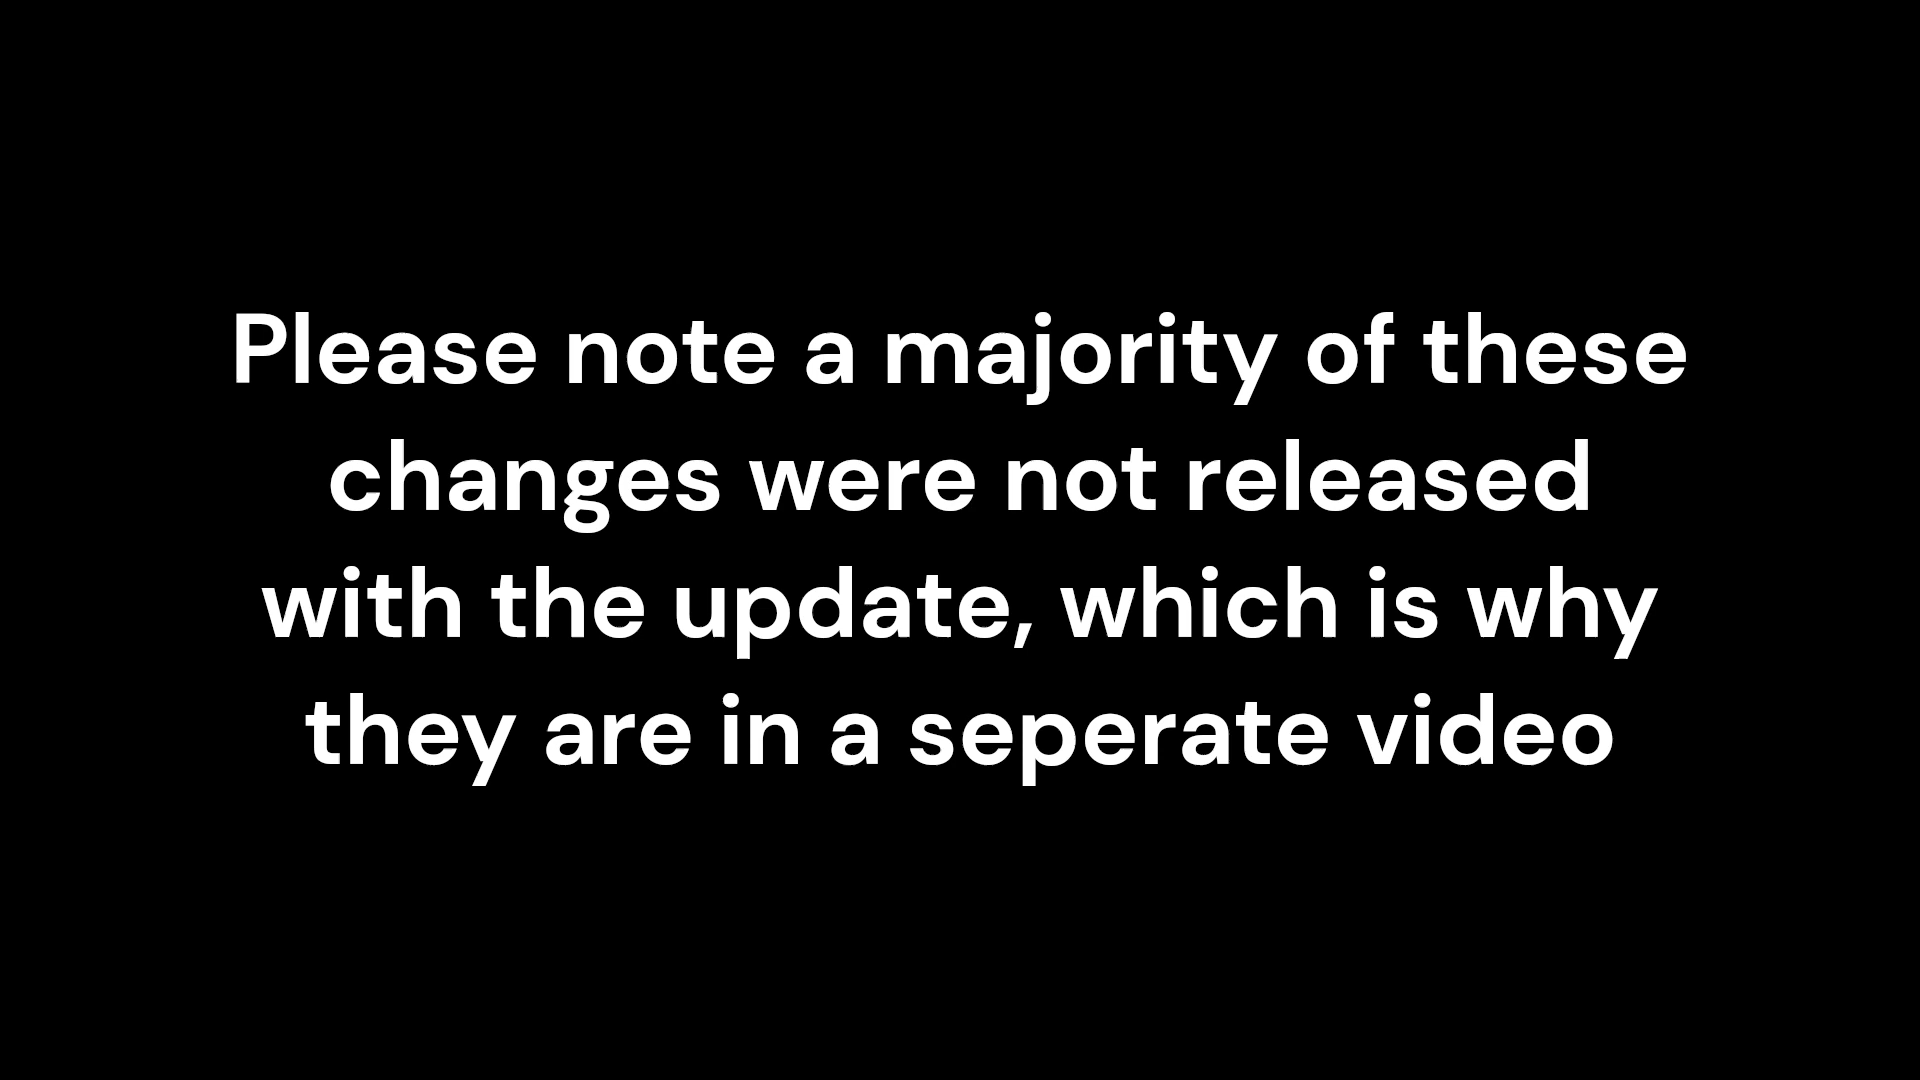 Please note a majority of these
changes were not released
with the update, which is why
they are in a seperate video